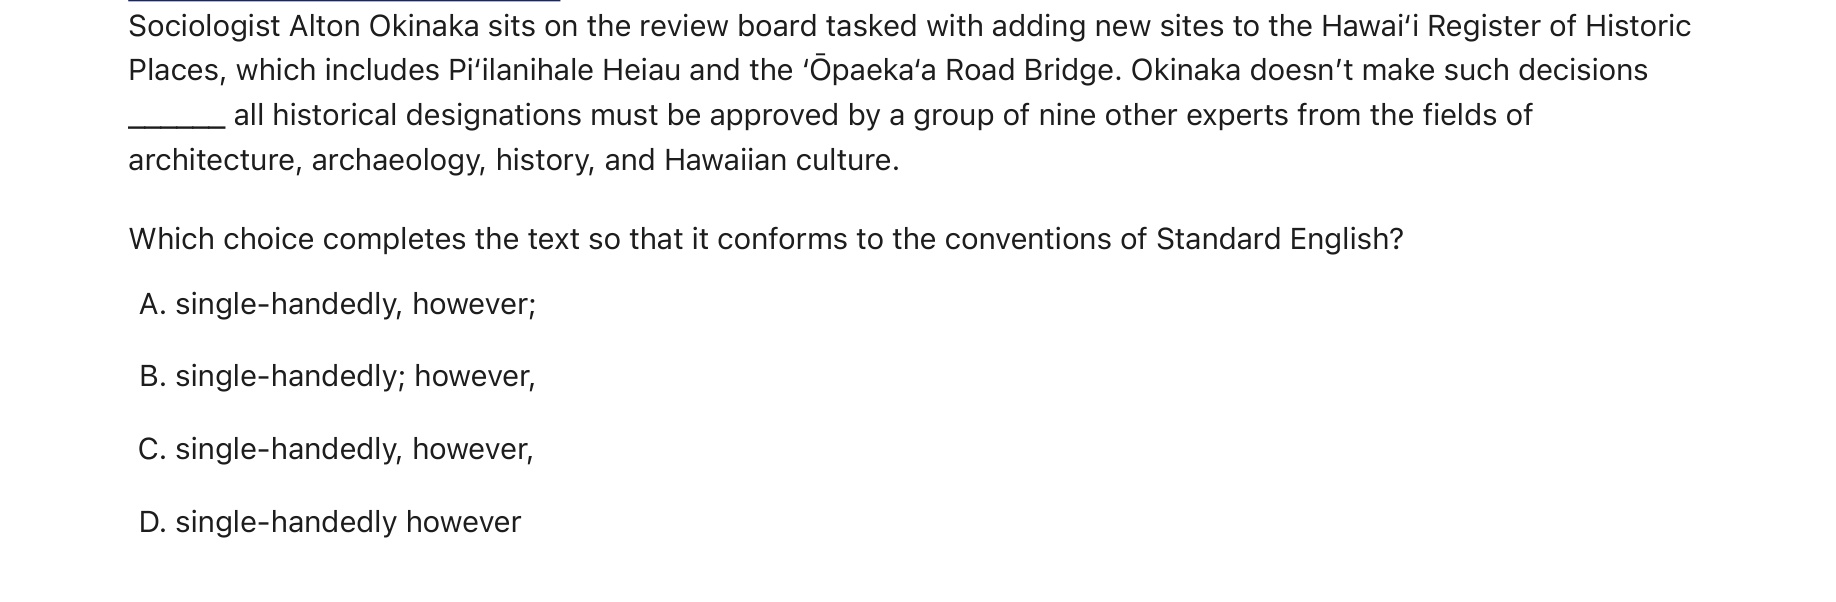 Sociologist Alton Okinaka sits on the review board tasked with adding new sites to the Hawai‘i Register of Historic
Places, which includes Pi‘ilanihale Heiau and the ‘Ōpaeka‘a Road Bridge. Okinaka doesn’t make such decisions
______ all historical designations must be approved by a group of nine other experts from the fields of
architecture, archaeology, history, and Hawaiian culture.
Which choice completes the text so that it conforms to the conventions of Standard English?
A. single-handedly, however;
B. single-handedly; however,
C. single-handedly, however,
D. single-handedly however